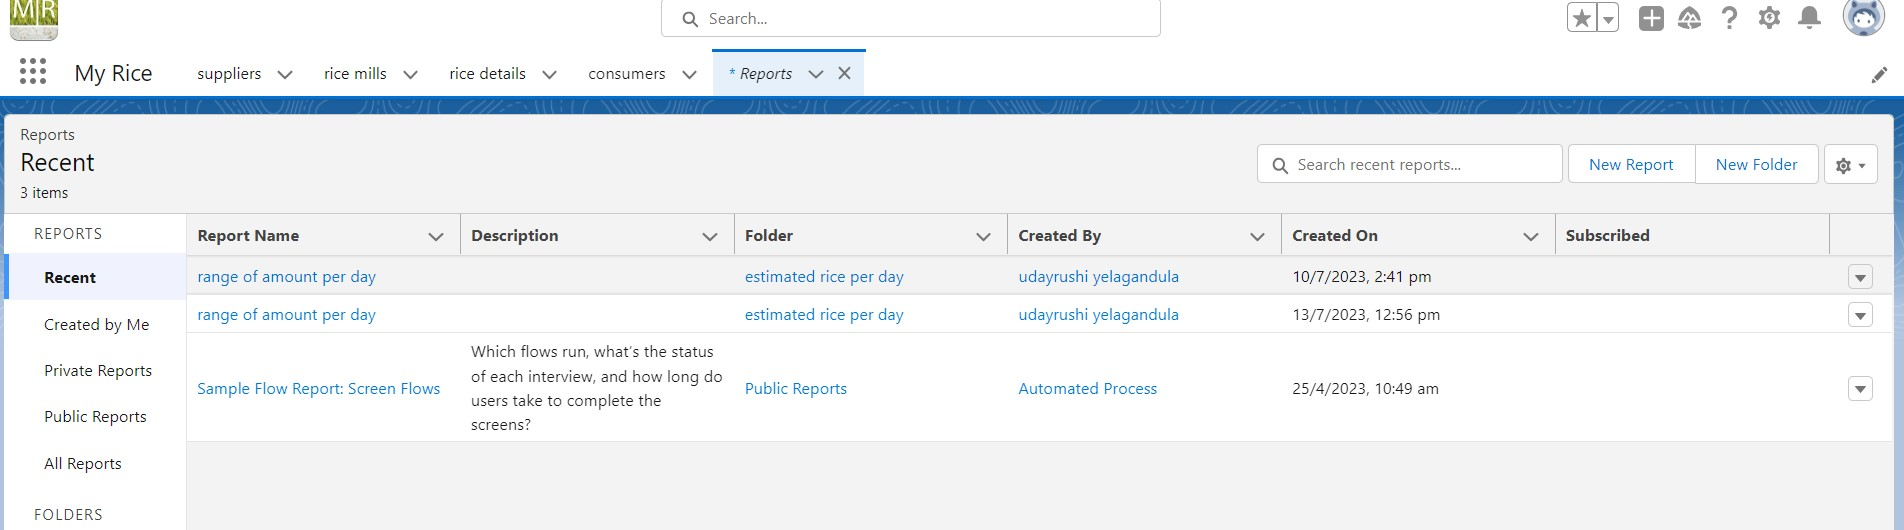 M|R
Search...
My Rice
suppliers
rice mills
rice details
consumers
* Reports
Reports
Recent
3 items
Search recent reports...
New Report
New Folder
REPORTS
Report Name
Description
Folder
Created By
Created On
Subscribed
Recent
range of amount per day
estimated rice per day
udayrushi yelagandula
10/7/2023, 2:41 pm
Created by Me
range of amount per day
estimated rice per day
udayrushi yelagandula
13/7/2023, 12:56 pm
Private Reports
Sample Flow Report: Screen Flows
Which flows run, what's the status
of each interview, and how long do
users take to complete the
screens?
Public Reports
Automated Process
25/4/2023, 10:49 am
Public Reports
All Reports
FOLDERS